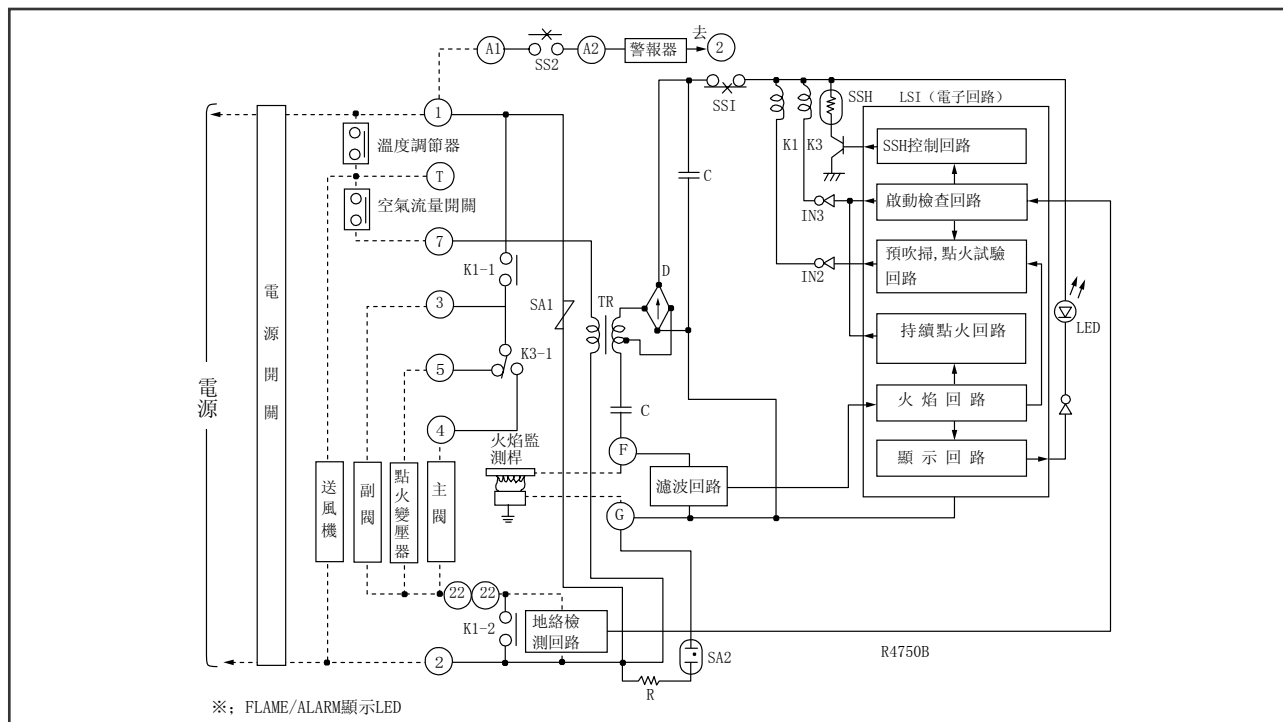 去
A1
SS2
A2
警報器
2
SSI
SSH
LSI（電子回路）
1
溫度調節器
K1
K3
SSH控制回路
C
T
啟動檢查回路
空氣流量開關
IN3
7
預吹掃,點火試驗
回路
K1-1
D
IN2
電源開關
3
SA1
TR
LED
持續點火回路
K3-1
電源
5
火焰回路
C
4
火焰監
測桿
F
顯示回路
送風機
副閥
點火變壓器
主閥
濾波回路
G
22
22
K1-2
地絡檢
測回路
SA2
R4750B
2
R
※; FLAME/ALARM顯示LED